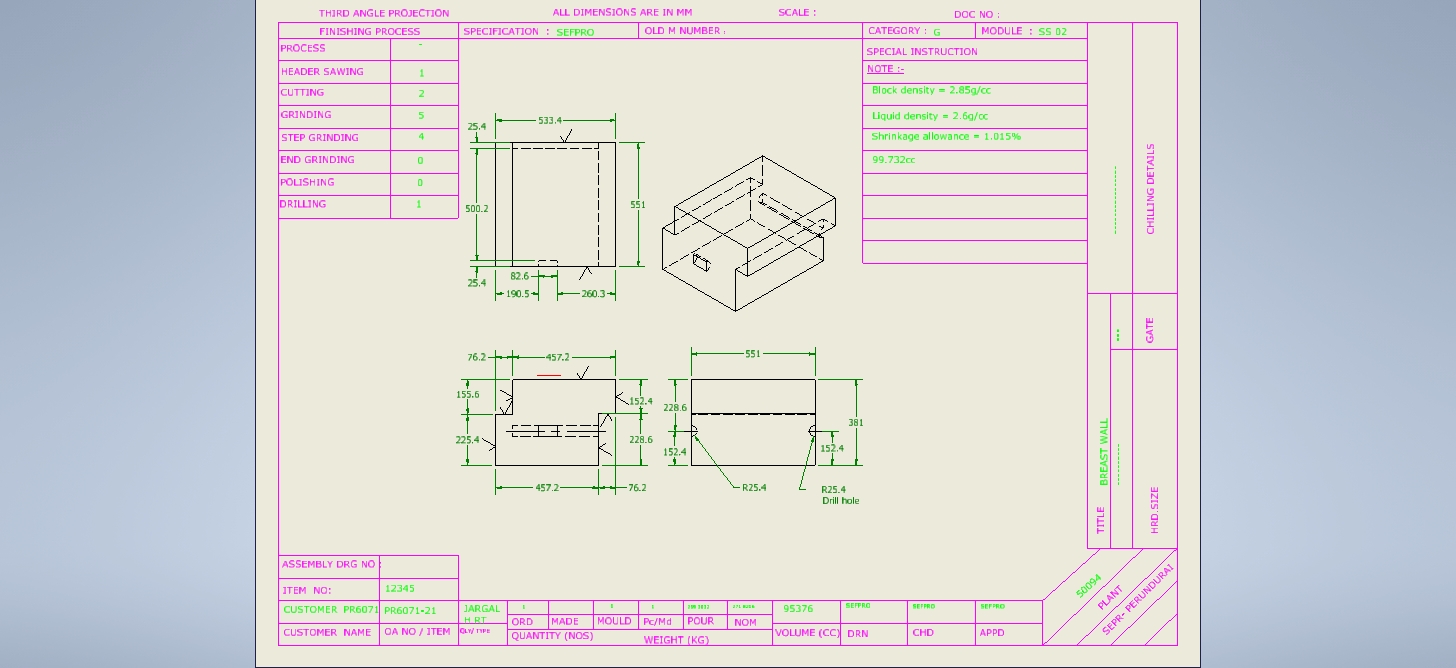 THIRD ANGLE PROJECTION ALL DIMENSIONS ARE IN MM SCALE : DOC NO :
FINISHING PROCESS SPECIFICATION : SEFPRO OLD M NUMBER : CATEGORY : G MODULE : SS 02
PROCESS -
HEADER SAWING 1
CUTTING 2
GRINDING 5
STEP GRINDING 4
END GRINDING 0
POLISHING 0
DRILLING 1
SPECIAL INSTRUCTION
NOTE :-
Block density = 2.85g/cc
Liquid density = 2.6g/cc
Shrinkage allowance = 1.015%
99.732cc
533.4
25.4
500.2
551
25.4
82.6
190.5
260.3
76.2
457.2
155.6
152.4
225.4
228.6
457.2
76.2
551
228.6
381
152.4
152.4
R25.4
R25.4
Drill hole
CHILLING DETAILS
GATE
HRD.SIZE
TITLE BREAST WALL
50094
PLANT
SEPR- PERUNDURAI
ASSEMBLY DRG NO :
ITEM NO: 12345
CUSTOMER PR6071 PR6071-21 JARGAL
H RT
95376 SEFPRO SEFPRO SEFPRO
CUSTOMER NAME OA NO / ITEM QLY/ TYPE
ORD MADE MOULD Pc/Md POUR NOM
QUANTITY (NOS) WEIGHT (KG)
VOLUME (CC) DRN CHD APPD